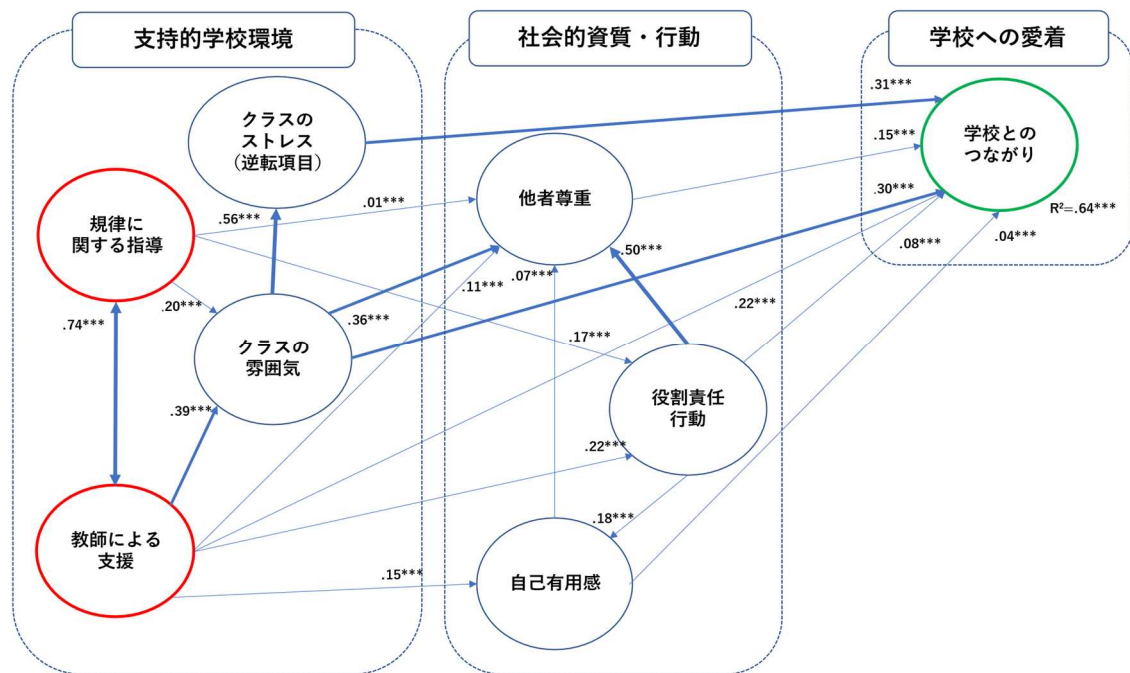 支持的学校環境
社会的資質・行動
学校への愛着
クラスの
ストレス
（逆転項目）
.31***
.15***
学校との
つながり
規律に
関する指導
.56***
.01***
他者尊重
.30***
R²=.64***
.08***
.04***
.50***
.07***
.11***
.20***
.74***
.36***
.22***
.17***
クラスの
雰囲気
役割責任
行動
.39***
.22***
教師による
支援
.18***
.15***
自己有用感